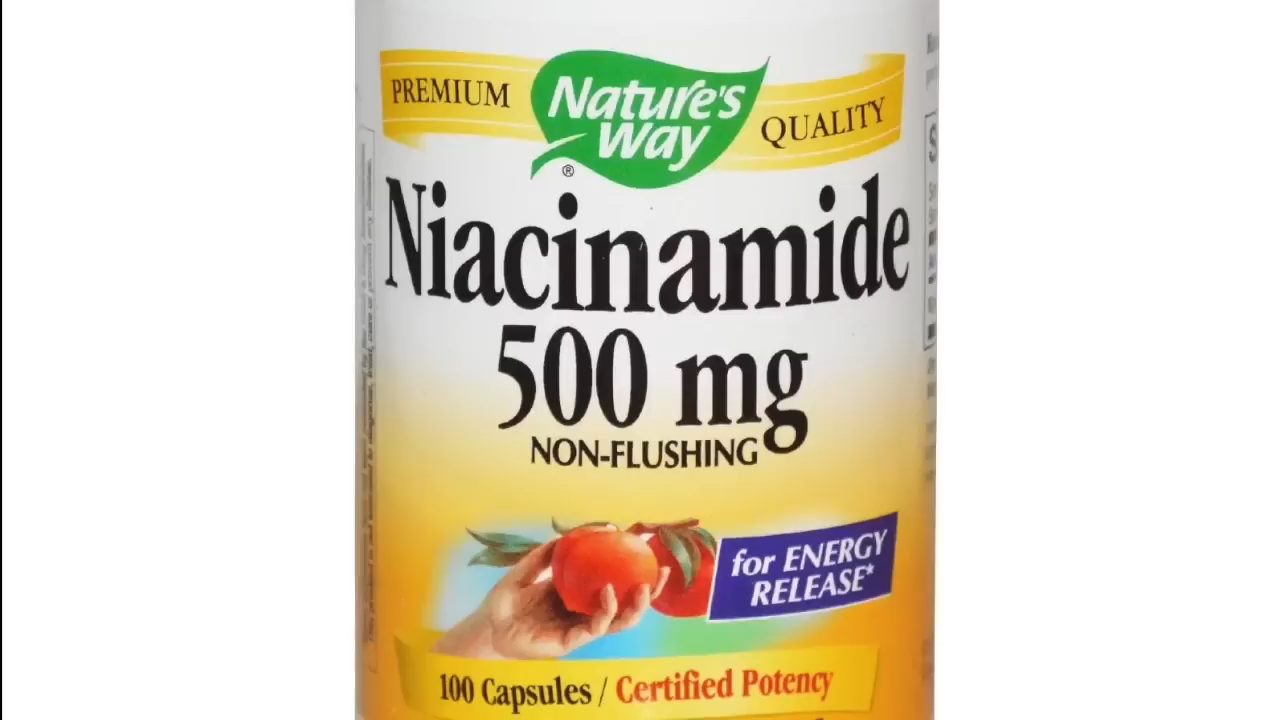 PREMIUM
Nature's
Way
®
QUALITY
Niacinamide
500 mg
NON-FLUSHING
for ENERGY
RELEASE*
100 Capsules / Certified Potency